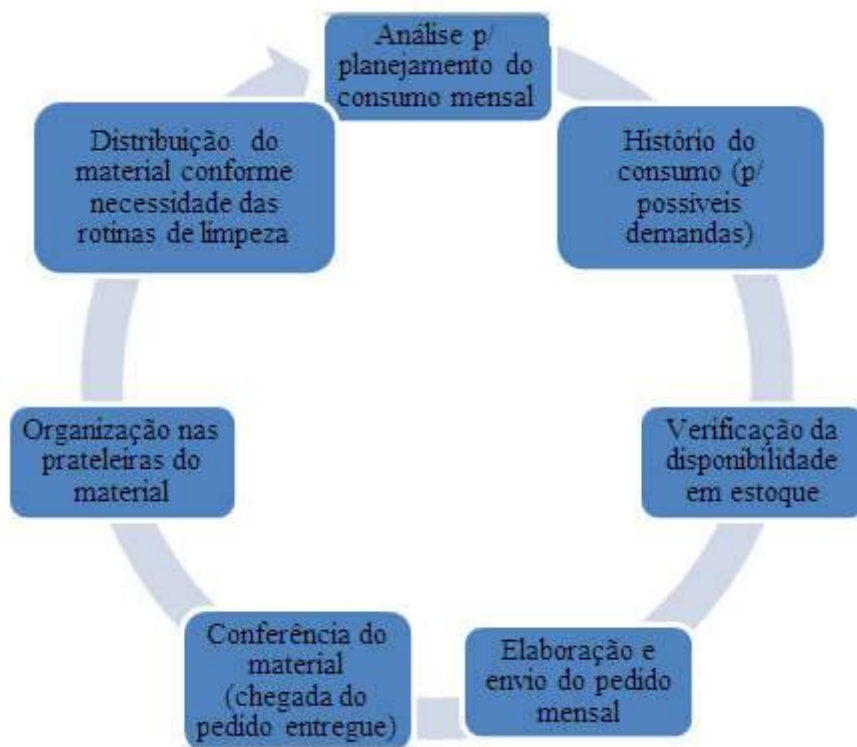 Análise p/
planejamento do
consumo mensal
Histório do
consumo (p/
possiveis
demandas)
Verificação da
disponibilidade
em estoque
Elaboração e
envio do pedido
mensal
Conferência do
material
(chegada do
pedido entregue)
Organização nas
prateleiras do
material
Distribuição do
material conforme
necessidade das
rotinas de limpeza